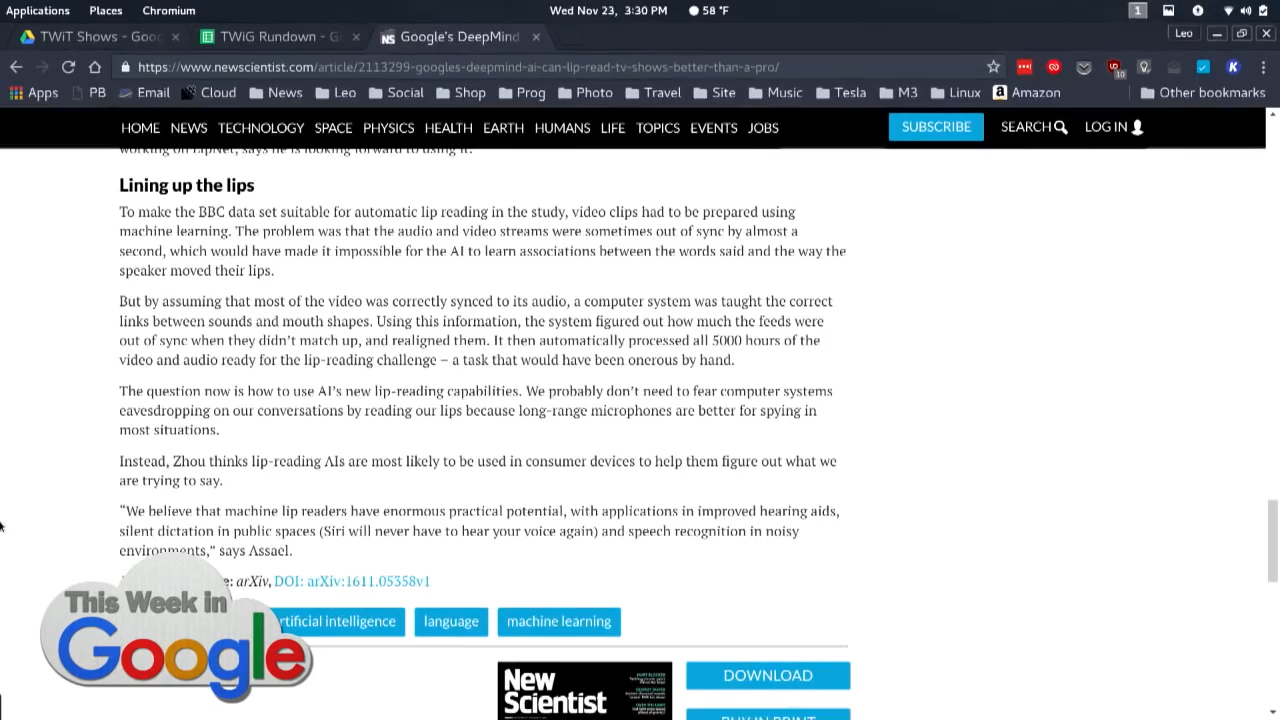 Applications Places Chromium Wed Nov 23, 3:30 PM 58 °F 1
TWiT Shows - Goo TWiG Rundown - G NS Google's DeepMind Leo
https://www.newscientist.com/article/2113299-googles-deepmind-ai-can-lip-read-tv-shows-better-than-a-pro/ 10 K
Apps PB Email Cloud News Leo Social Shop Prog Photo Travel Site Music Tesla M3 Linux a Amazon Other bookmarks
HOME NEWS TECHNOLOGY SPACE PHYSICS HEALTH EARTH HUMANS LIFE TOPICS EVENTS JOBS SUBSCRIBE SEARCH LOG IN
working on LipNet, says he is looking forward to using it.
Lining up the lips
To make the BBC data set suitable for automatic lip reading in the study, video clips had to be prepared using
machine learning. The problem was that the audio and video streams were sometimes out of sync by almost a
second, which would have made it impossible for the AI to learn associations between the words said and the way the
speaker moved their lips.
But by assuming that most of the video was correctly synced to its audio, a computer system was taught the correct
links between sounds and mouth shapes. Using this information, the system figured out how much the feeds were
out of sync when they didn't match up, and realigned them. It then automatically processed all 5000 hours of the
video and audio ready for the lip-reading challenge – a task that would have been onerous by hand.
The question now is how to use AI's new lip-reading capabilities. We probably don't need to fear computer systems
eavesdropping on our conversations by reading our lips because long-range microphones are better for spying in
most situations.
Instead, Zhou thinks lip-reading AIs are most likely to be used in consumer devices to help them figure out what we
are trying to say.
“We believe that machine lip readers have enormous practical potential, with applications in improved hearing aids,
silent dictation in public spaces (Siri will never have to hear your voice again) and speech recognition in noisy
environments,” says Assael.
e: arXiv, DOI: arXiv:1611.05358v1
rtificial intelligence language machine learning
This Week in
Google
New
Scientist
DOWNLOAD
BUY IN PRINT